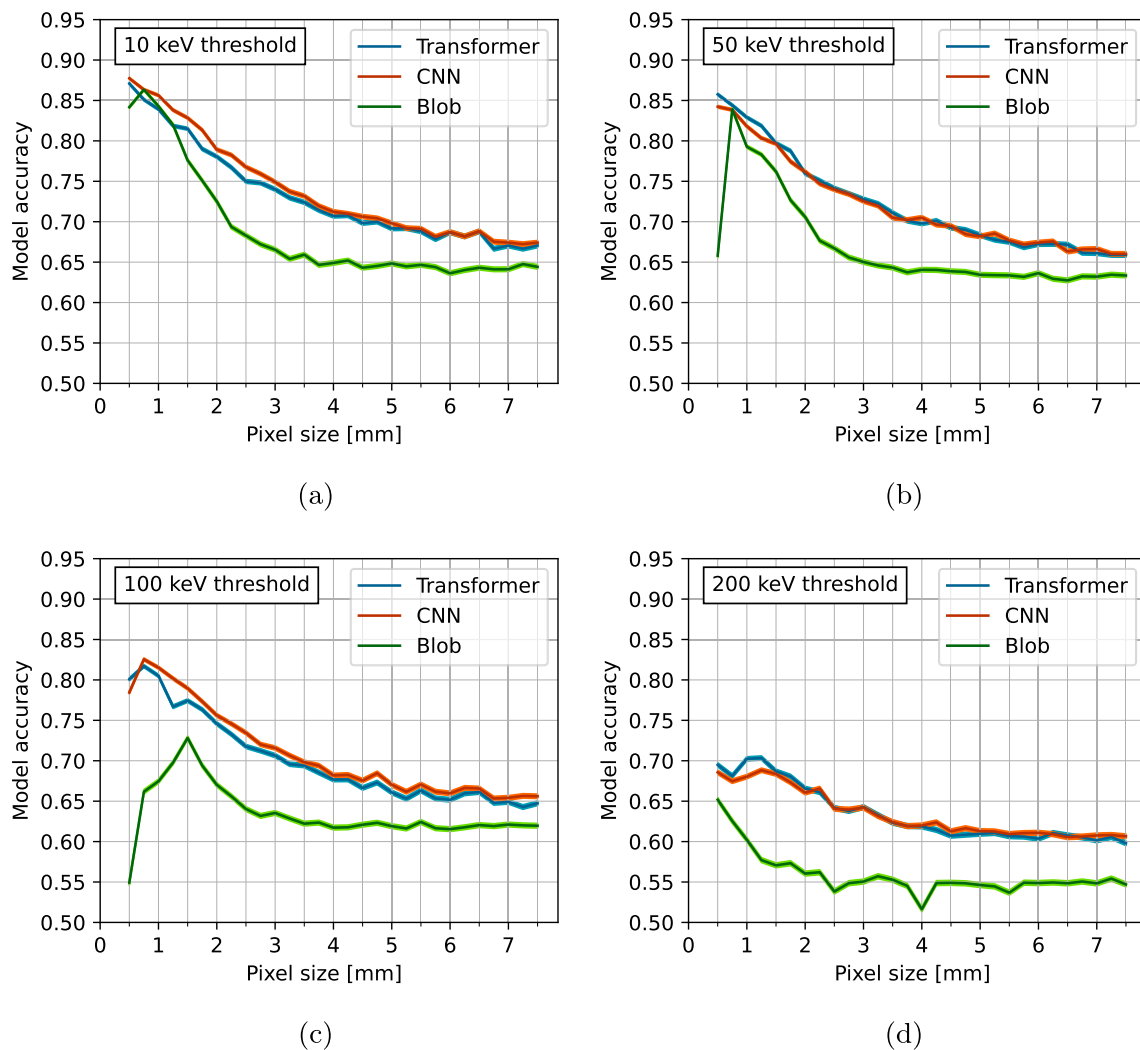 10 keV threshold
Transformer
CNN
Blob
Model accuracy
0.95
0.90
0.85
0.80
0.75
0.70
0.65
0.60
0.55
0.50
0 1 2 3 4 5 6 7
Pixel size [mm]
(a)
50 keV threshold
Transformer
CNN
Blob
Model accuracy
0.95
0.90
0.85
0.80
0.75
0.70
0.65
0.60
0.55
0.50
0 1 2 3 4 5 6 7
Pixel size [mm]
(b)
100 keV threshold
Transformer
CNN
Blob
Model accuracy
0.95
0.90
0.85
0.80
0.75
0.70
0.65
0.60
0.55
0.50
0 1 2 3 4 5 6 7
Pixel size [mm]
(c)
200 keV threshold
Transformer
CNN
Blob
Model accuracy
0.95
0.90
0.85
0.80
0.75
0.70
0.65
0.60
0.55
0.50
0 1 2 3 4 5 6 7
Pixel size [mm]
(d)